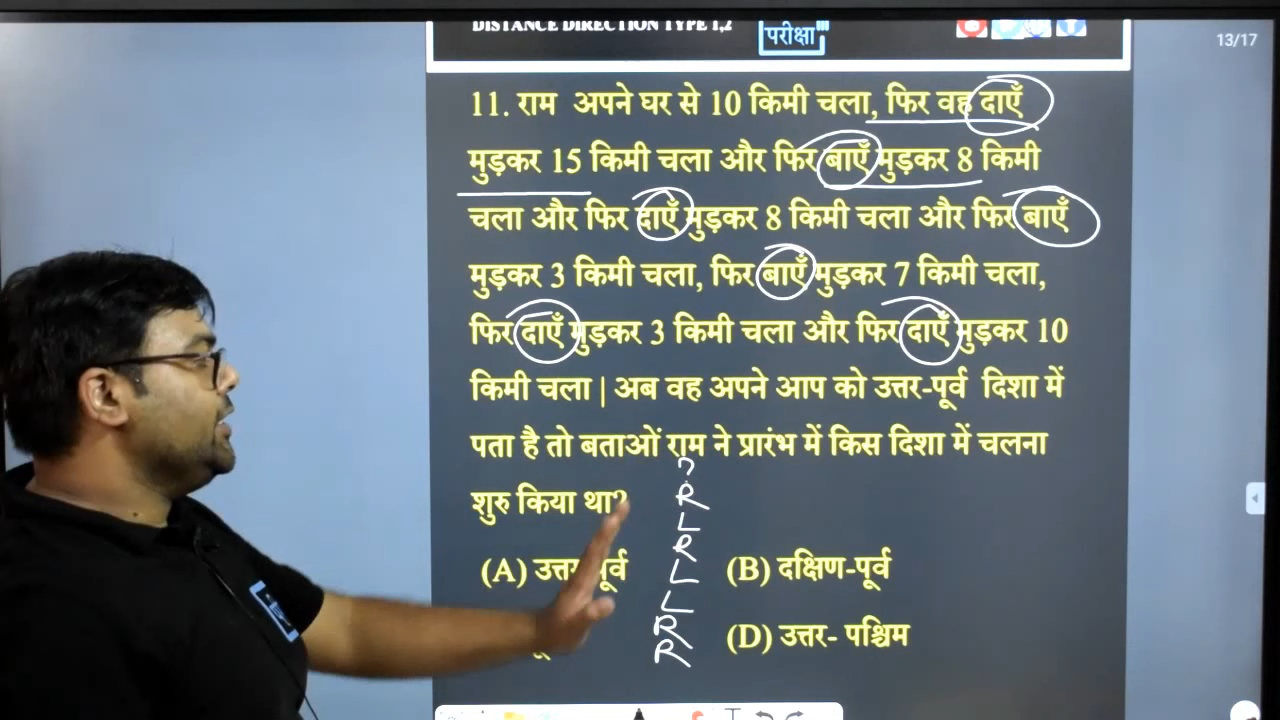 DISTANCE DIRECTION TYPE 1,2
परीक्षा
13/17
11. राम अपने घर से 10 किमी चला, फिर वह दाएँ
मुड़कर 15 किमी चला और फिर बाएँ मुड़कर 8 किमी
चला और फिर दाएँ मुड़कर 8 किमी चला और फिर बाएँ
मुड़कर 3 किमी चला, फिर बाएँ मुड़कर 7 किमी चला,
फिर दाएँ मुड़कर 3 किमी चला और फिर दाएँ मुड़कर 10
किमी चला | अब वह अपने आप को उत्तर-पूर्व दिशा में
पता है तो बताओं राम ने प्रारंभ में किस दिशा में चलना
शुरु किया था?
?
R
L
R
L
L
R
R
(A) उत्तर-पूर्व (B) दक्षिण-पूर्व
(D) उत्तर- पश्चिम